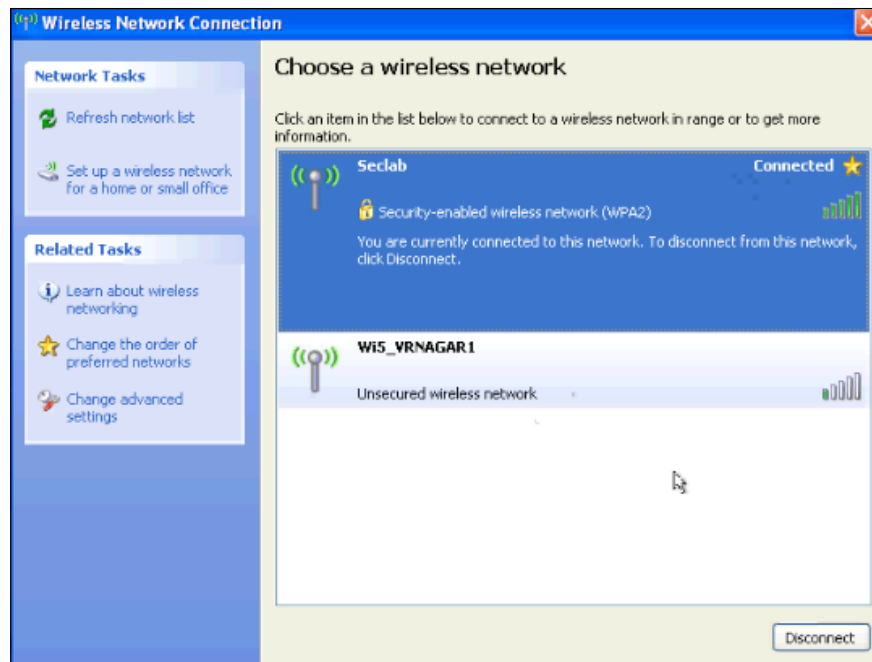 Wireless Network Connection
Network Tasks
Refresh network list
Set up a wireless network
for a home or small office
Related Tasks
Learn about wireless
networking
Change the order of
preferred networks
Change advanced
settings
Choose a wireless network
Click an item in the list below to connect to a wireless network in range or to get more
information.
Seclab Connected
Security-enabled wireless network (WPA2)
You are currently connected to this network. To disconnect from this network,
click Disconnect.
Wi5_VRNAGAR1
Unsecured wireless network
Disconnect